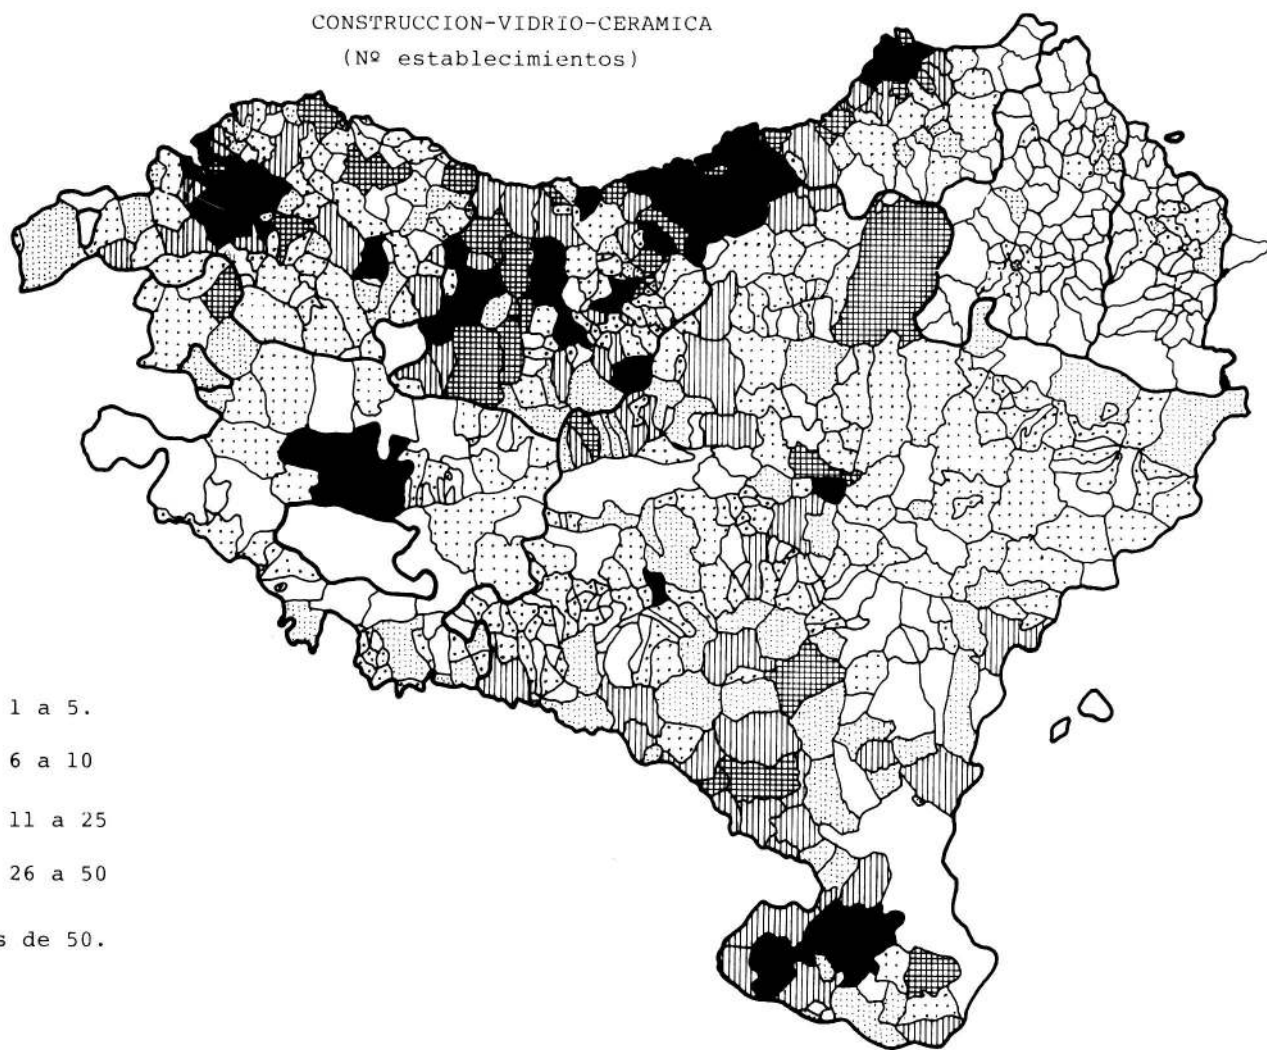 CONSTRUCCION-VIDRIO-CERAMICA
(Nº establecimientos)
1 a 5.
6 a 10
11 a 25
26 a 50
s de 50.